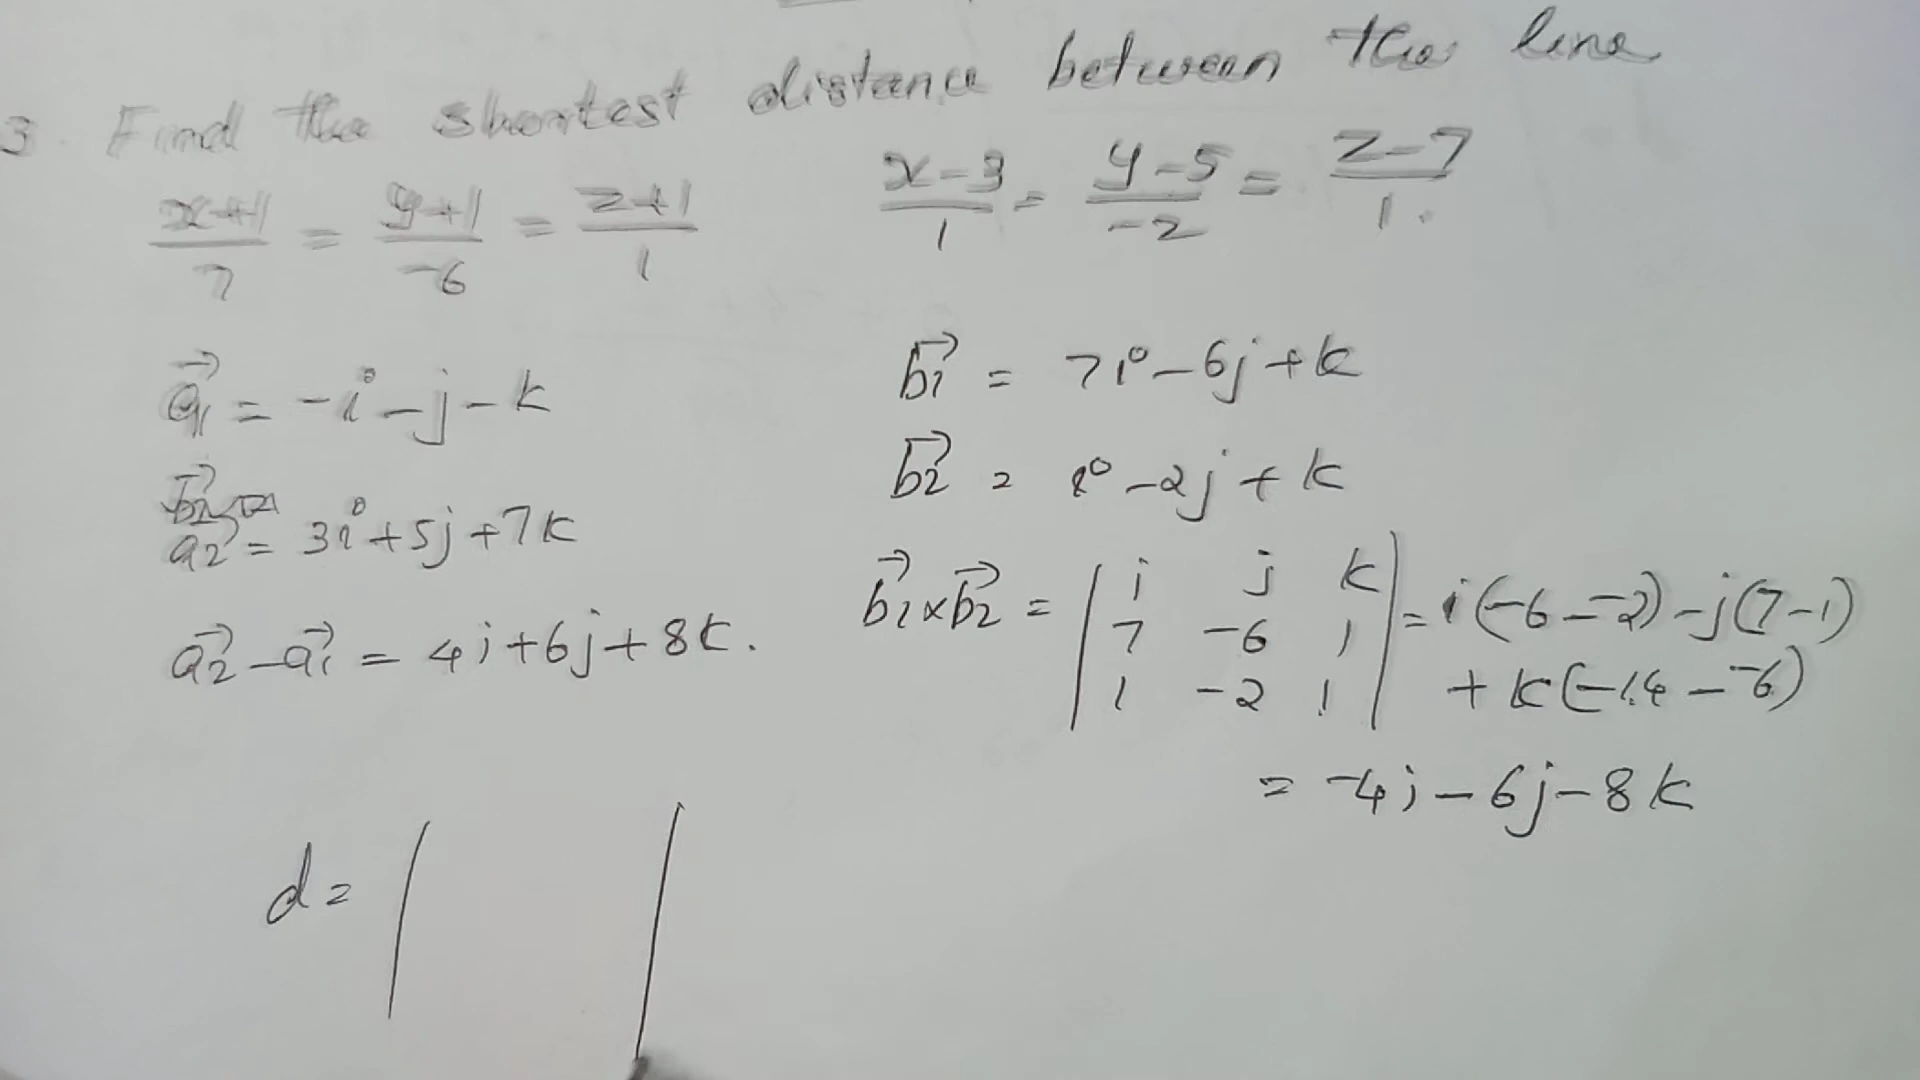 3. Find the shortest distance between the line
x+1/7 = y+1/-6 = z+1/1   x-3/1 = y-5/-2 = z-7/1.
a1 = -i-j-k
b1 = 7i-6j+k
a2 = 3i+5j+7k
b2 = i-2j+k
a2-a1 = 4i+6j+8k.
b1×b2 = | i j k | = i(-6--2)-j(7-1)
7 -6 1
1 -2 1
+k(-14--6)
= -4i-6j-8k
d = | |